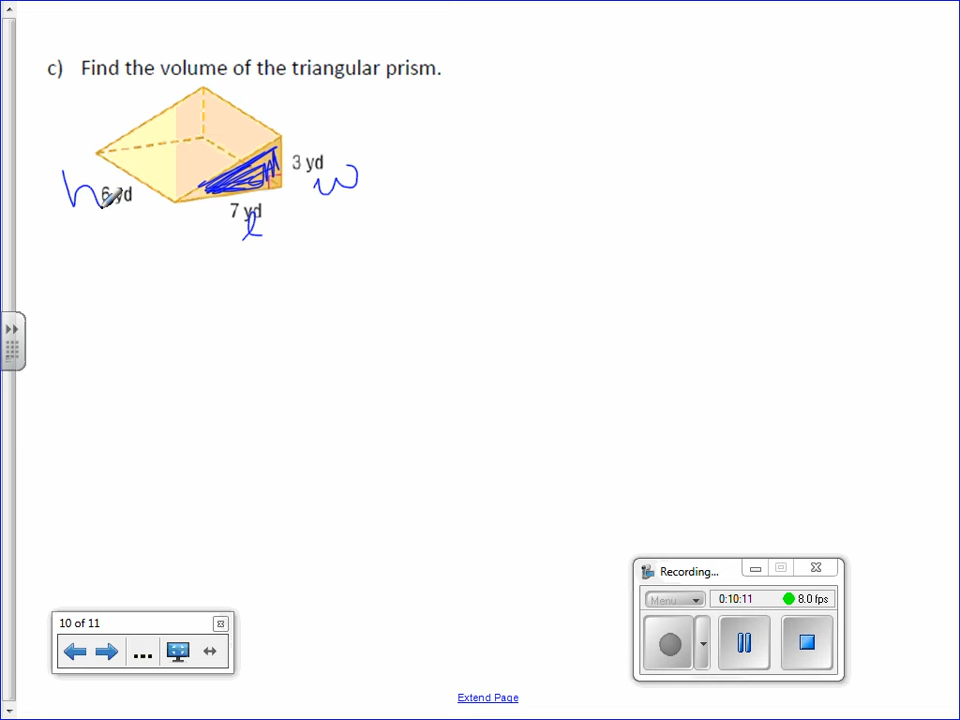 c) Find the volume of the triangular prism.
3 yd
w
h
7 yd
l
10 of 11
...
Recording...
Menu
0:10:11
8.0 fps
Extend Page